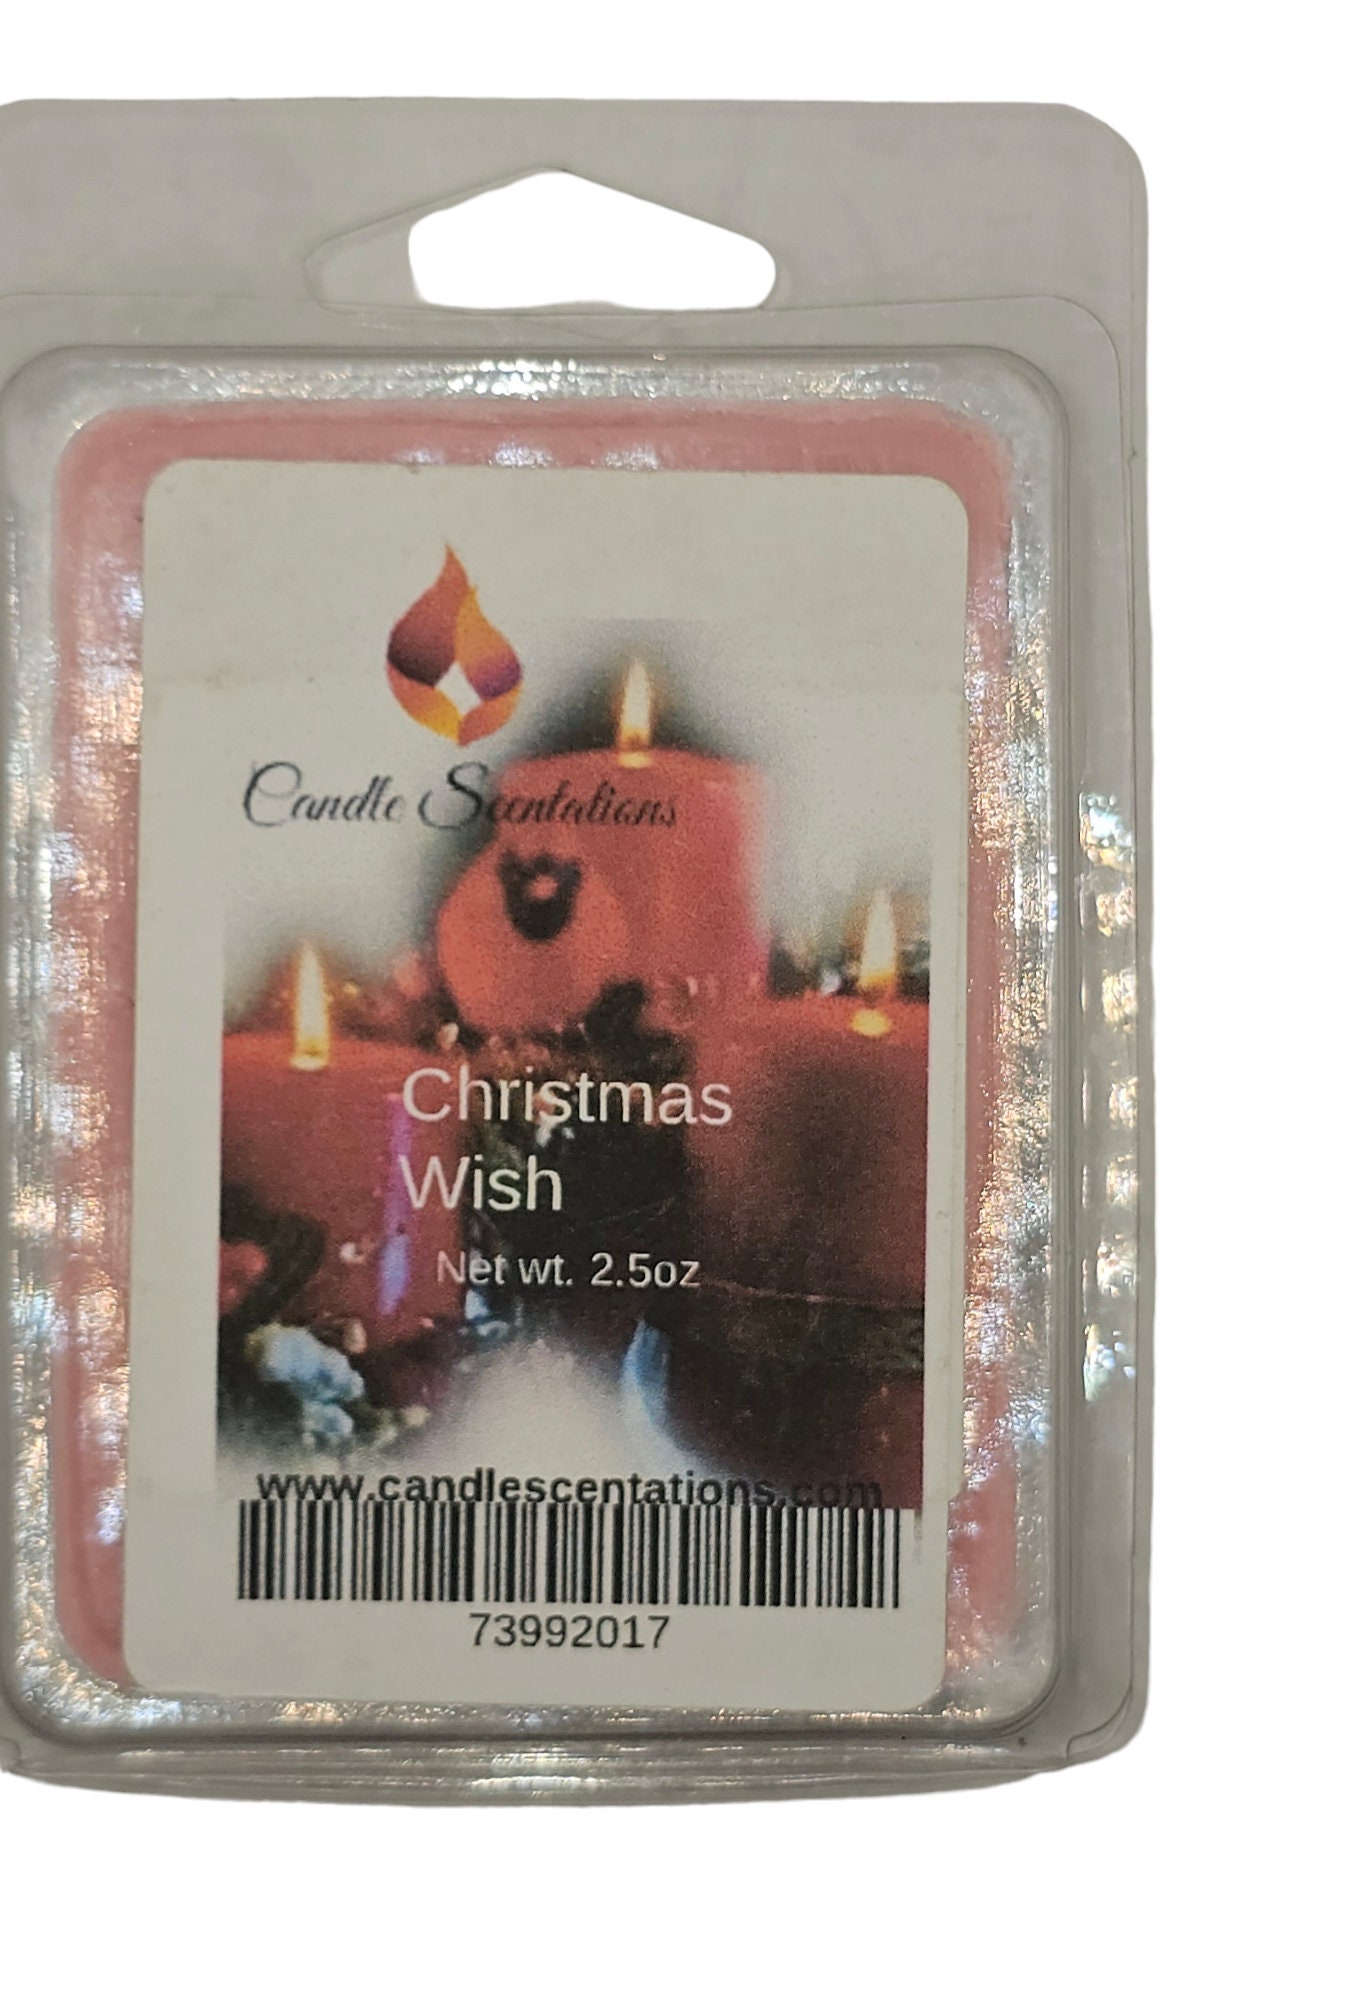 Candle Scentations
Christmas
Wish
Net wt. 2.5oz
www.candlescentations.com
73992017